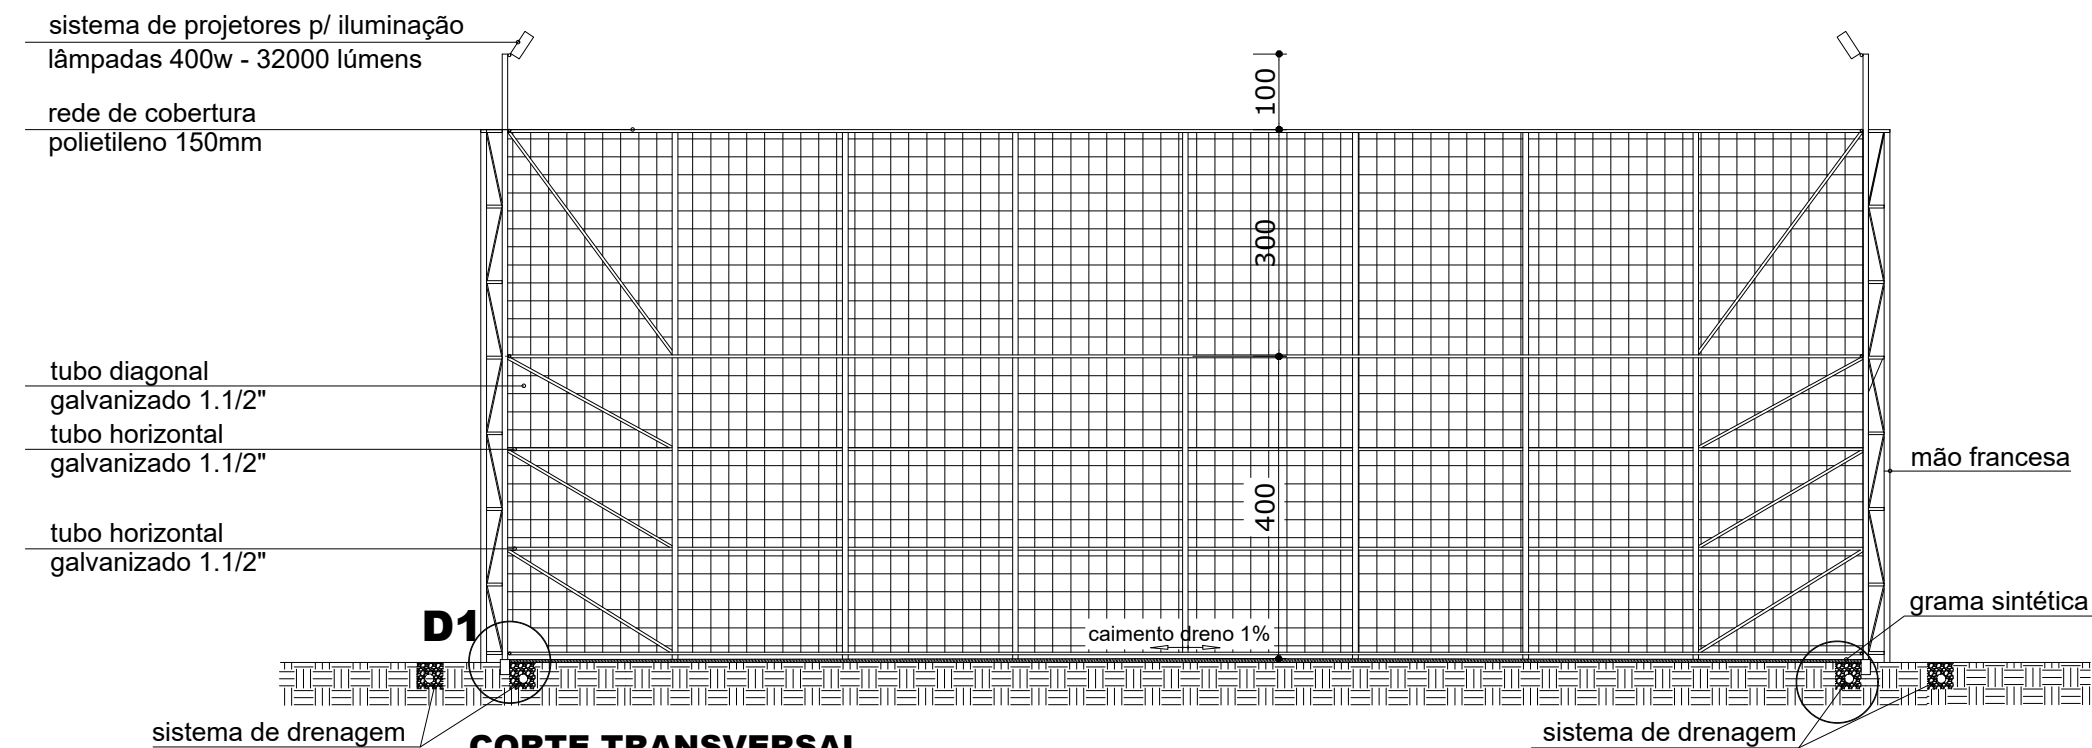 sistema de projetores p/ iluminação
lâmpadas 400w - 32000 lúmens
100
rede de cobertura
polietileno 150mm
300
tubo diagonal
galvanizado 1.1/2"
tubo horizontal
galvanizado 1.1/2"
mão francesa
400
tubo horizontal
galvanizado 1.1/2"
grama sintética
D1
caimento dreno 1%
sistema de drenagem
sistema de drenagem
CORTE TRANSVERSAL